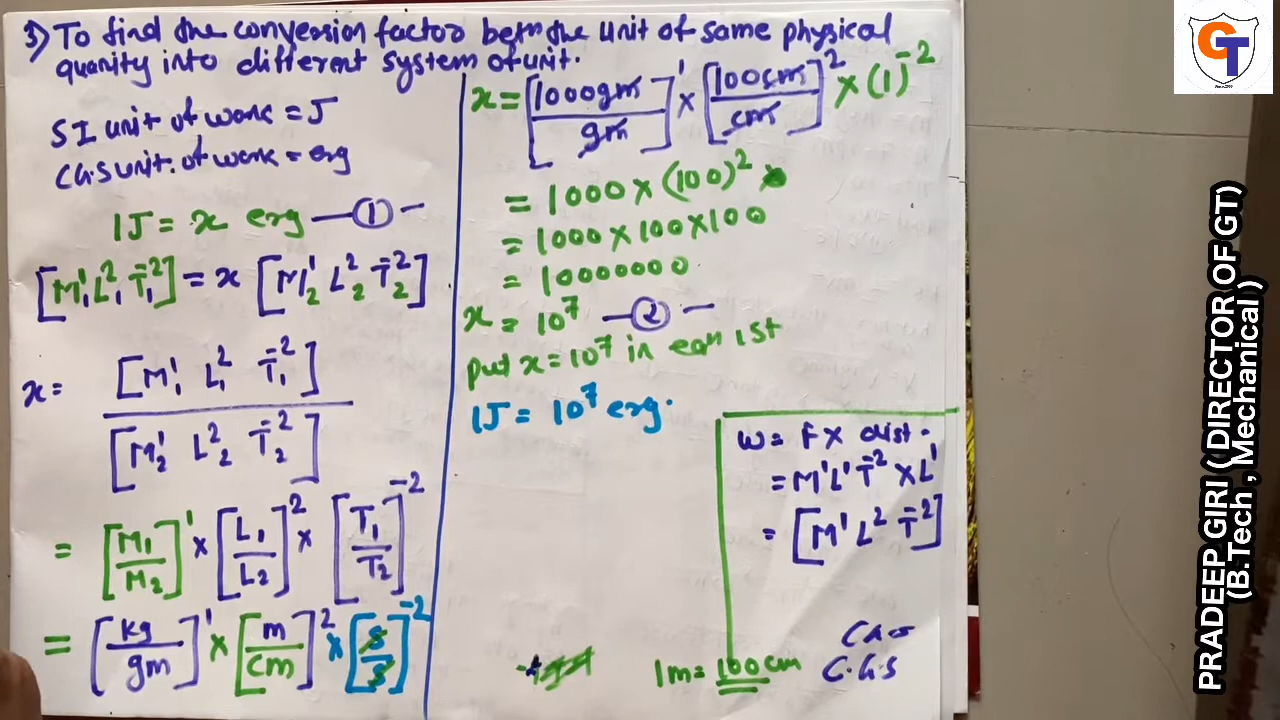 3) To find the conversion factor betn the unit of same physical
quanity into different system of unit.
SI unit of work = J
CGS unit. of work = erg
1J = x erg —①—
[M₁¹ L₁² T₁⁻²] = x [M₂¹ L₂² T₂⁻²]
x = [M₁¹ L₁² T₁⁻²] / [M₂¹ L₂² T₂⁻²]
= [M₁/M₂]¹ × [L₁/L₂]² × [T₁/T₂]⁻²
= [kg/gm]¹ × [m/cm]² × [s/s]⁻²
x = [1000gm/gm]¹ × [100cm/cm]² × (1)⁻²
= 1000 × (100)²
= 1000 × 100 × 100
= 10000000
x = 10⁷ —②—
put x = 10⁷ in eqn 1st
1J = 10⁷ erg.
W = F × dist.
= M¹L¹T⁻² × L¹
= [M¹ L² T⁻²]
1m = 100cm
C.G.S
GT
PRADEEP GIRI ( DIRECTOR OF GT)
(B.Tech , Mechanical )